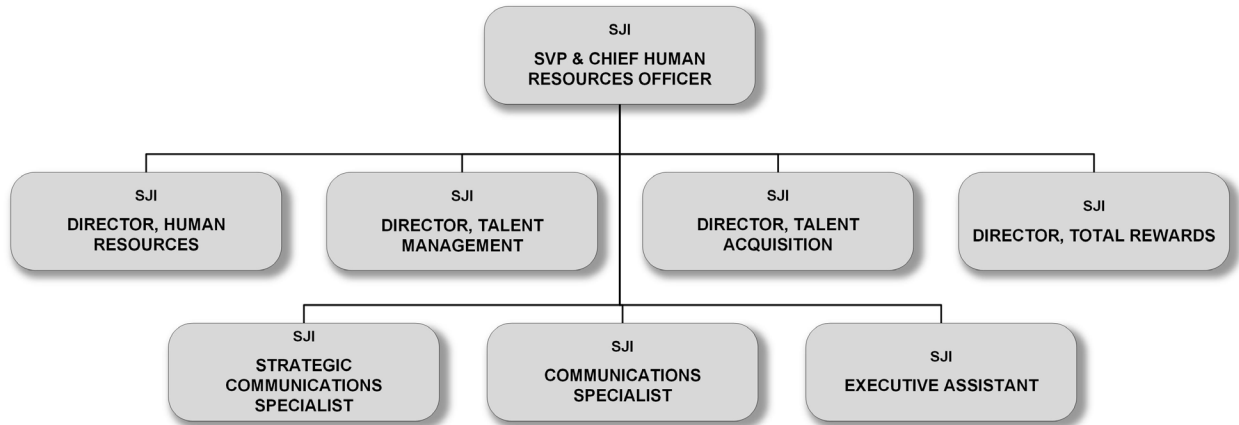 SJI
SVP & CHIEF HUMAN
RESOURCES OFFICER
SJI
DIRECTOR, HUMAN
RESOURCES
SJI
DIRECTOR, TALENT
MANAGEMENT
SJI
DIRECTOR, TALENT
ACQUISITION
SJI
DIRECTOR, TOTAL REWARDS
SJI
STRATEGIC
COMMUNICATIONS
SPECIALIST
SJI
COMMUNICATIONS
SPECIALIST
SJI
EXECUTIVE ASSISTANT